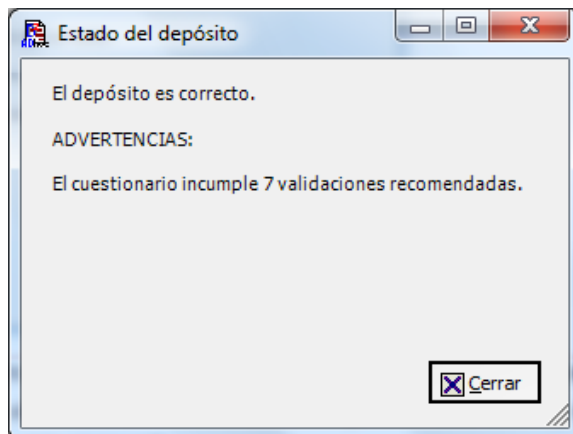 Estado del depósito
El depósito es correcto.
ADVERTENCIAS:
El cuestionario incumple 7 validaciones recomendadas.
Cerrar